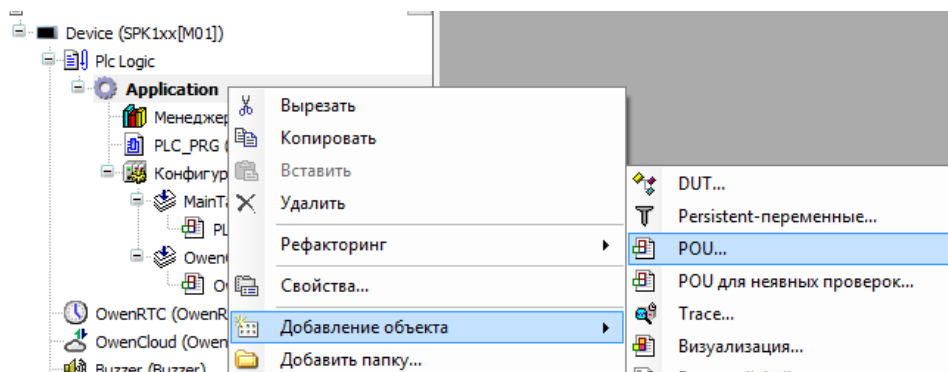 Device (SPK1xx[M01])
Plc Logic
Application
Менеджер
PLC_PRG (
Конфигур
MainTa
PL
Owen
O
OwenRTC (OwenR
OwenCloud (Owen
Buzzer (Buzzer)
Вырезать
Копировать
Вставить
Удалить
Рефакторинг
Свойства...
Добавление объекта
Добавить папку...
DUT...
Persistent-переменные...
POU...
POU для неявных проверок...
Trace...
Визуализация...